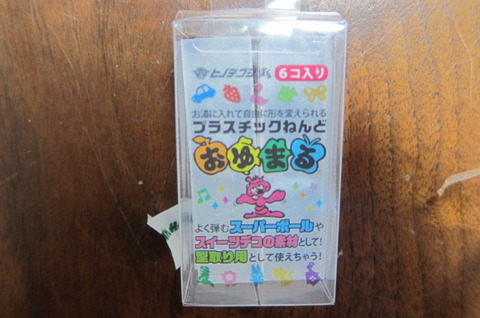 ヒノデワシ
6コ入り
お湯に入れて自由に形を変えられる
プラスチックねんど
おゆまる
よく弾むスーパーボールや
スイーツデコの素材として!
型取り用として使えちゃう!